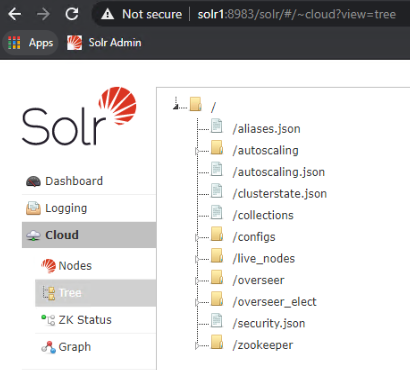 Not secure | solr1:8983/solr/#/~cloud?view=tree
Apps Solr Admin
Solr
Dashboard
Logging
Cloud
Nodes
Tree
ZK Status
Graph
/
/aliases.json
/autoscaling
/autoscaling.json
/clusterstate.json
/collections
/configs
/live_nodes
/overseer
/overseer_elect
/security.json
/zookeeper